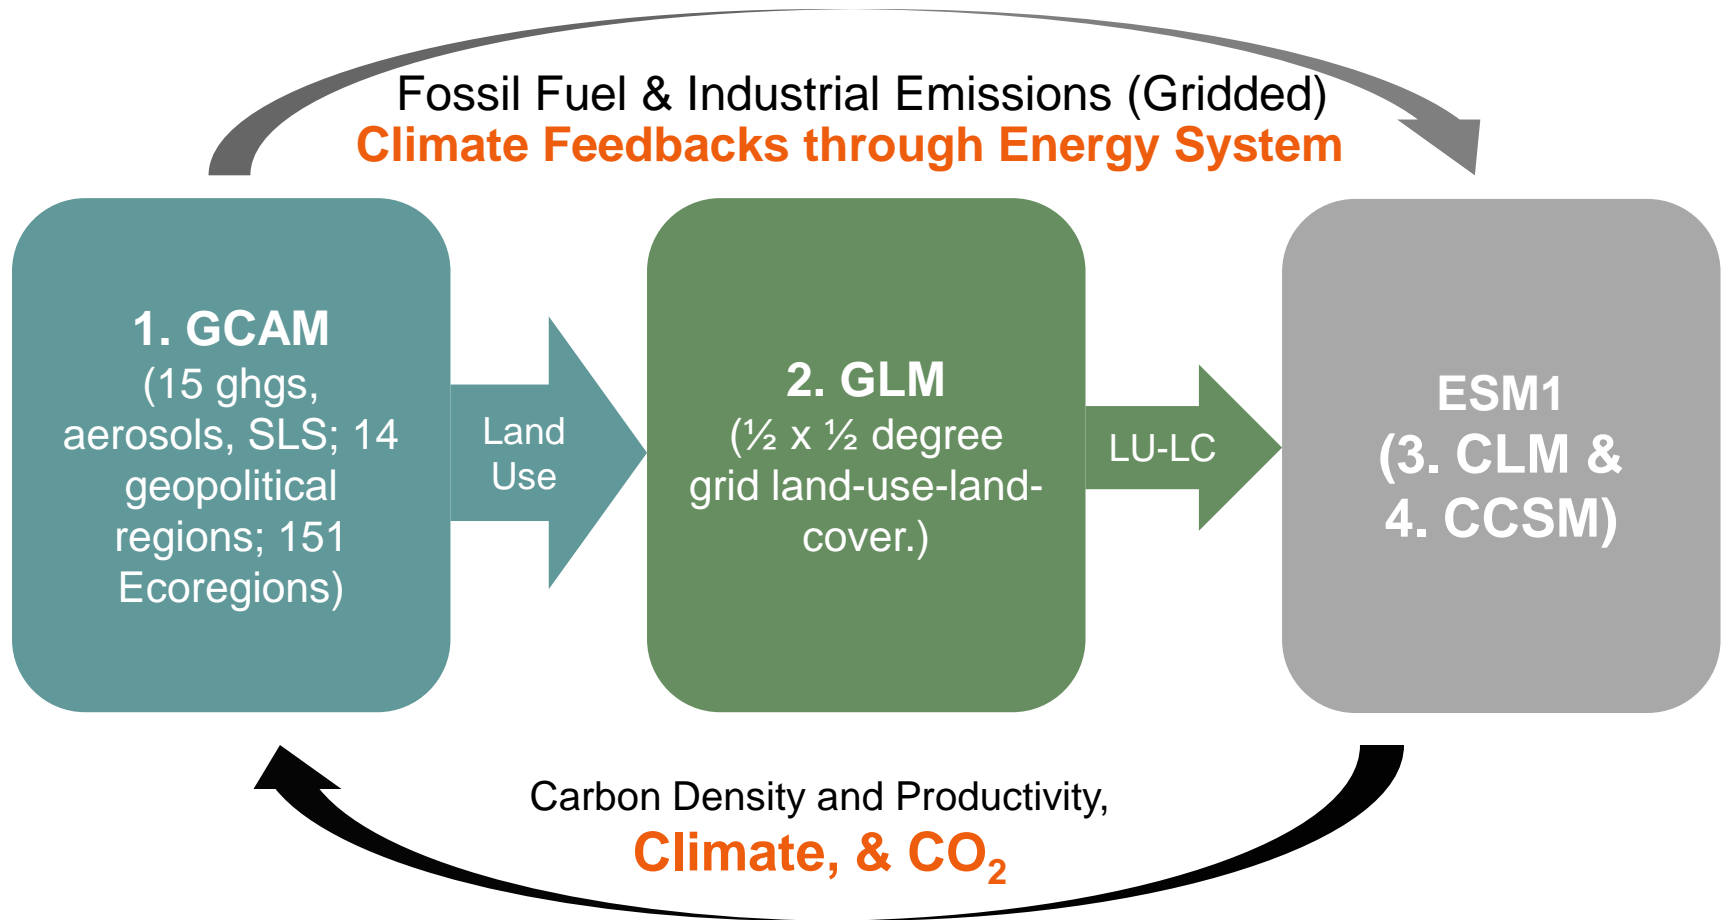 Fossil Fuel & Industrial Emissions (Gridded)
Climate Feedbacks through Energy System
1. GCAM
(15 ghgs,
aerosols, SLS; 14
geopolitical
regions; 151
Ecoregions)
Land
Use
2. GLM
(½ x ½ degree
grid land-use-land-
cover.)
LU-LC
ESM1
(3. CLM &
4. CCSM)
Carbon Density and Productivity,
Climate, & CO₂